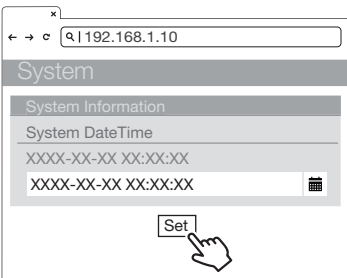 192.168.1.10
System
System Information
System DateTime
XXXX-XX-XX XX:XX:XX
XXXX-XX-XX XX:XX:XX
Set